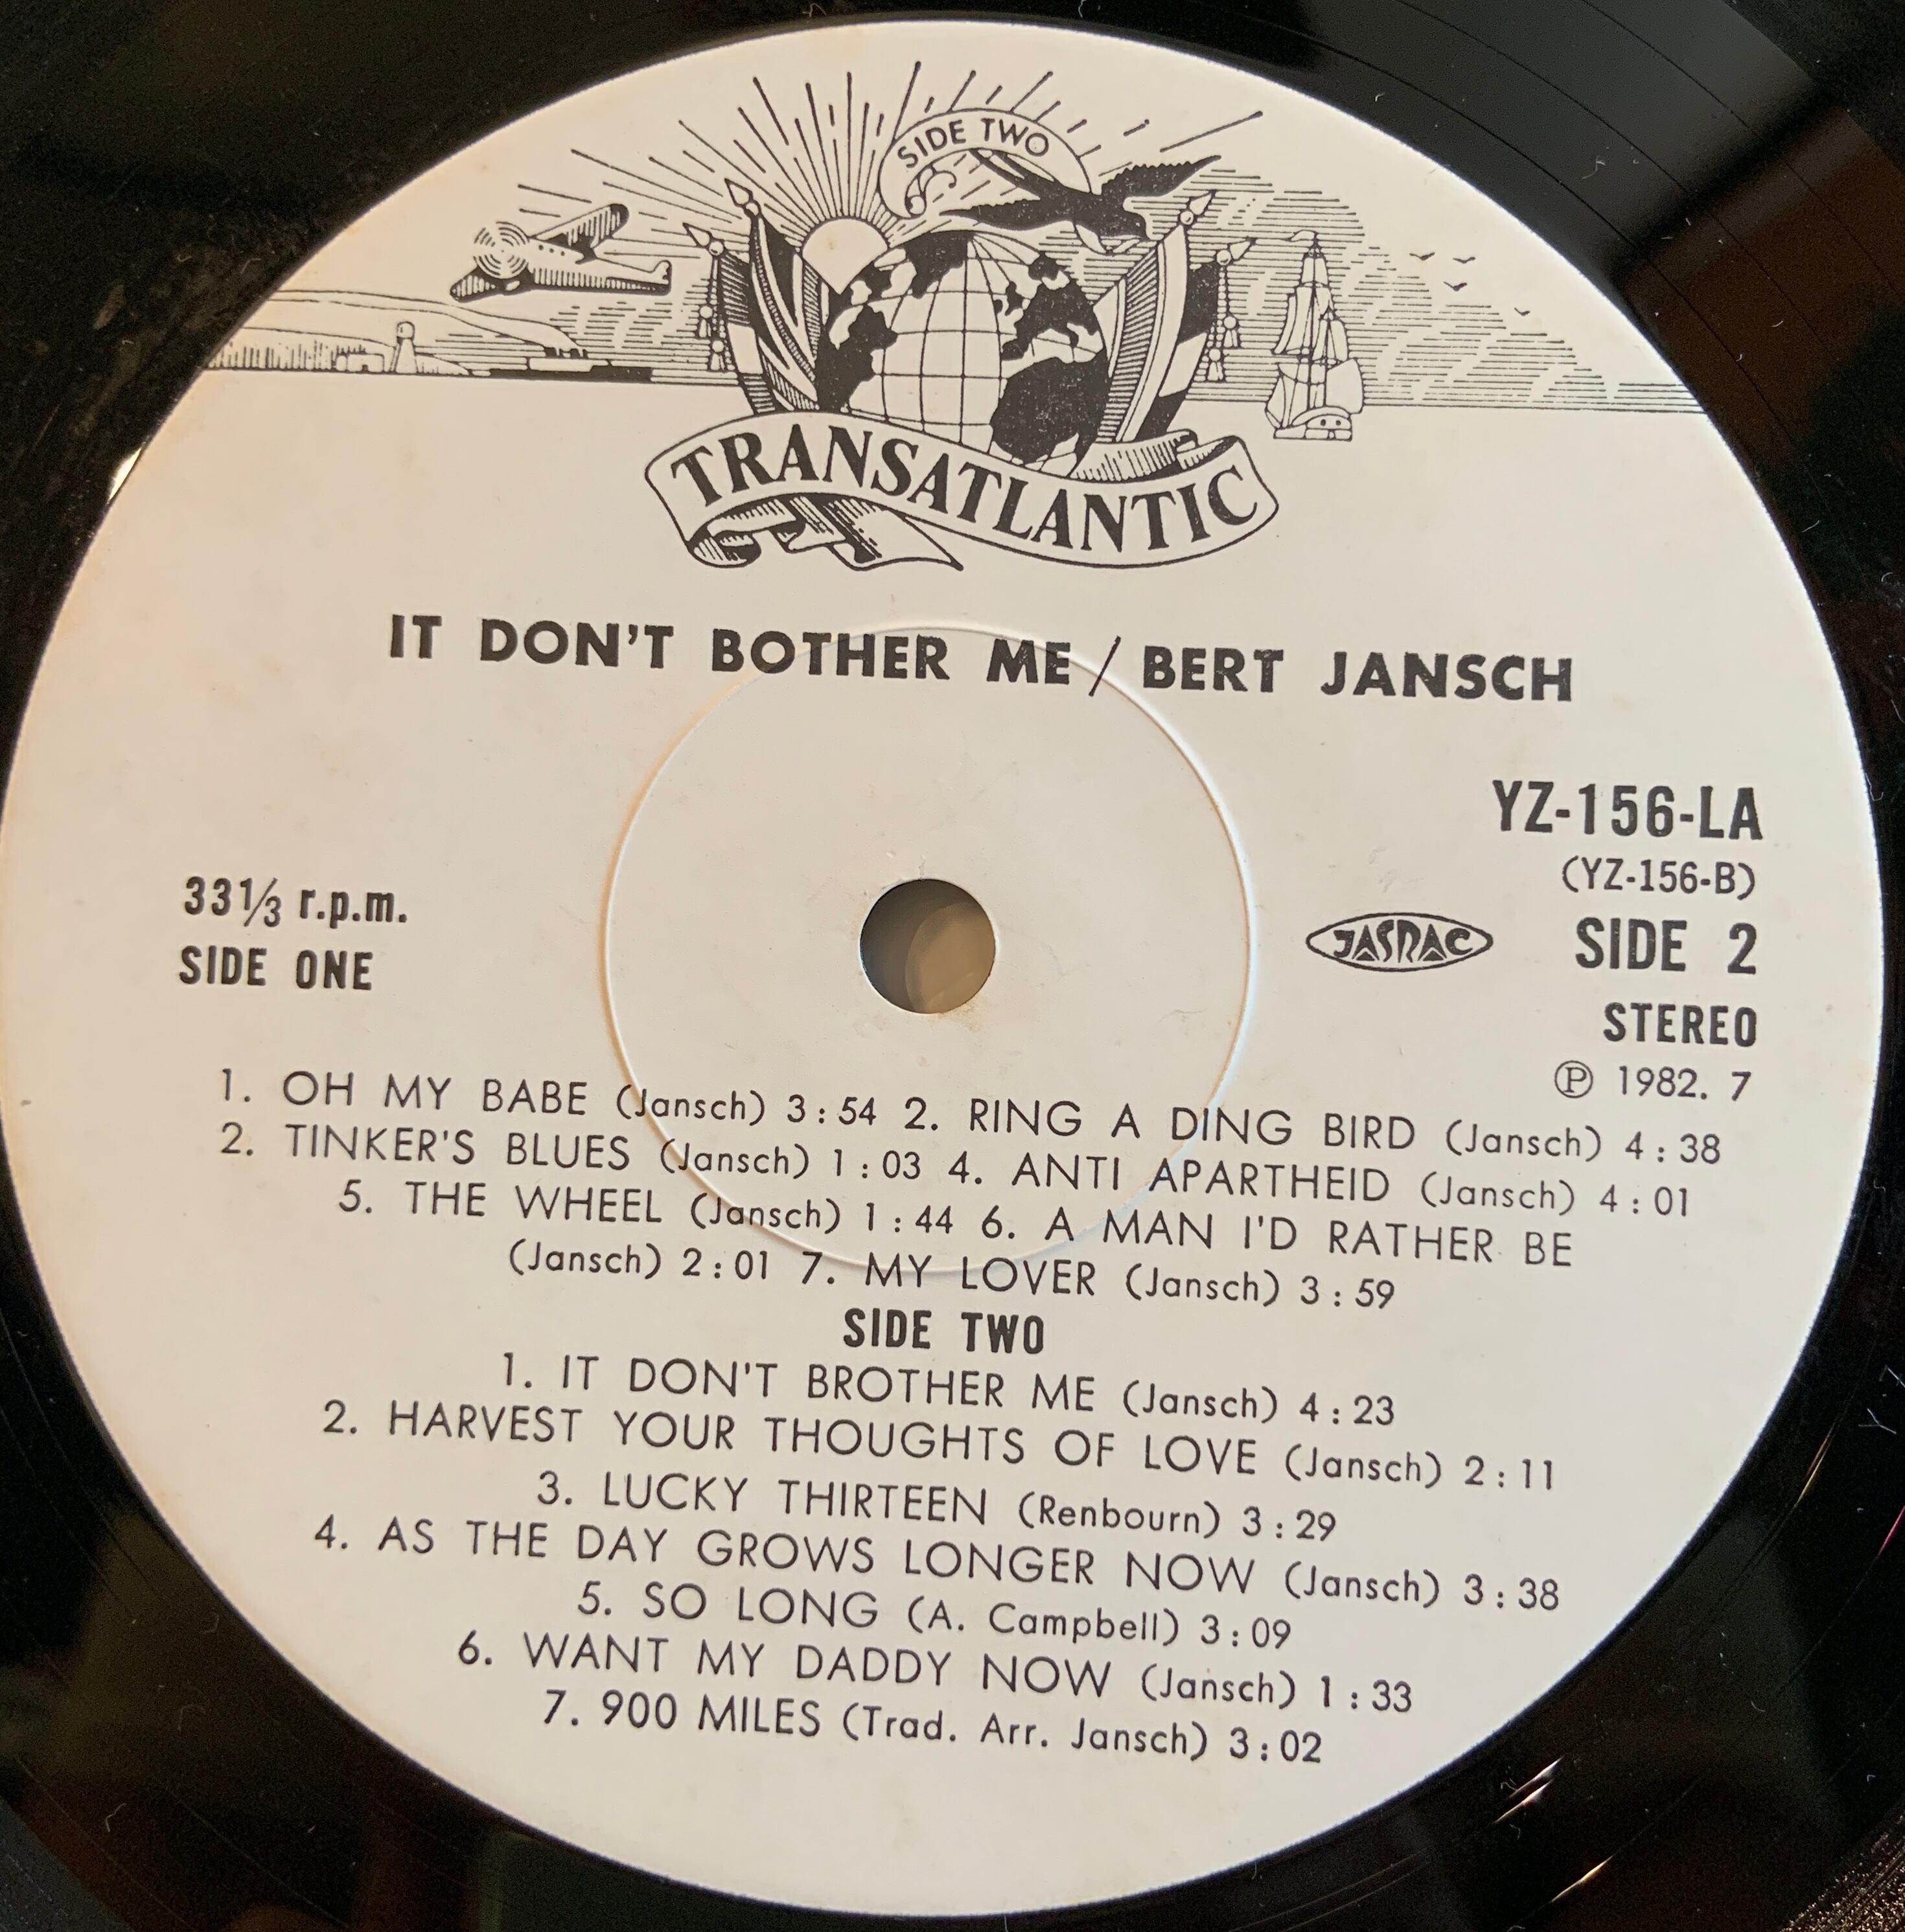 SIDE TWO
TRANSATLANTIC
IT DON'T BOTHER ME / BERT JANSCH
YZ-156-LA
(YZ-156-B)
33⅓ r.p.m.
SIDE ONE
JASRAC
SIDE 2
STEREO
Ⓟ 1982. 7
1. OH MY BABE (Jansch) 3:54 2. RING A DING BIRD (Jansch) 4:38
2. TINKER'S BLUES (Jansch) 1:03 4. ANTI APARTHEID (Jansch) 4:01
5. THE WHEEL (Jansch) 1:44 6. A MAN I'D RATHER BE
(Jansch) 2:01 7. MY LOVER (Jansch) 3:59
SIDE TWO
1. IT DON'T BROTHER ME (Jansch) 4:23
2. HARVEST YOUR THOUGHTS OF LOVE (Jansch) 2:11
3. LUCKY THIRTEEN (Renbourn) 3:29
4. AS THE DAY GROWS LONGER NOW (Jansch) 3:38
5. SO LONG (A. Campbell) 3:09
6. WANT MY DADDY NOW (Jansch) 1:33
7. 900 MILES (Trad. Arr. Jansch) 3:02